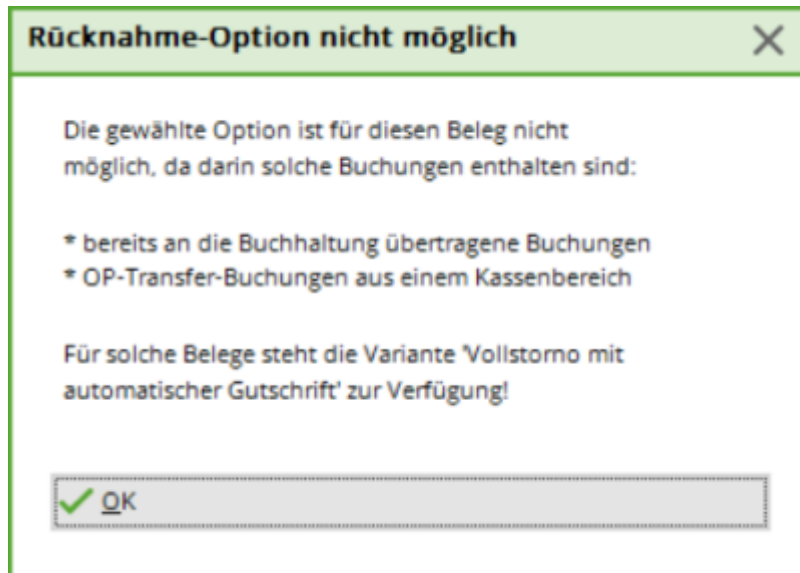 Rücknahme-Option nicht möglich
Die gewählte Option ist für diesen Beleg nicht
möglich, da darin solche Buchungen enthalten sind:
* bereits an die Buchhaltung übertragene Buchungen
* OP-Transfer-Buchungen aus einem Kassenbereich
Für solche Belege steht die Variante 'Vollstorno mit
automatischer Gutschrift' zur Verfügung!
OK